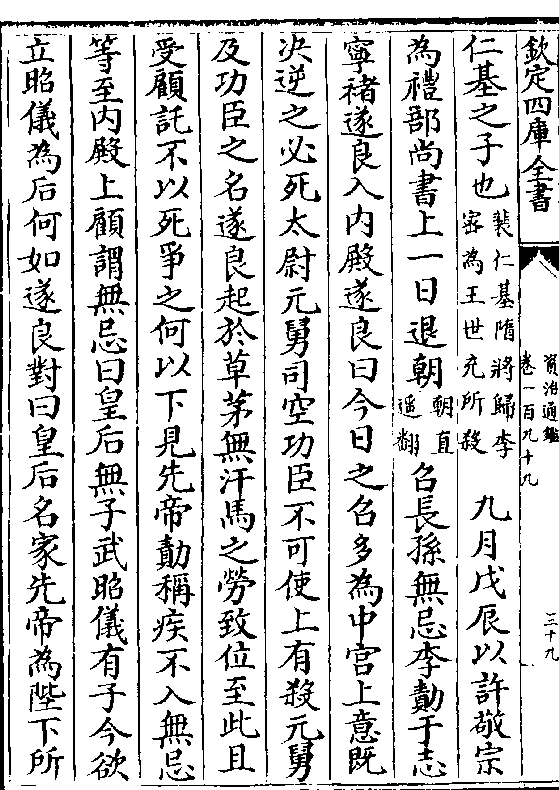 欽定四庫全書
資治通鑑
卷一百九十九
三十九
仁基之子也裴仁基隋將歸李密為王世充所殺九月戊辰以許敬宗
為禮部尚書上一日退朝朝直遥翻召長孫無忌李勣于志
寧褚遂良入内殿遂良曰今日之召多為中宫上意既
决逆之必死太尉元舅司空功臣不可使上有殺元舅
及功臣之名遂良起於草茅無汗馬之勞致位至此且
受顧託不以死爭之何以下見先帝勣稱疾不入無忌
等至内殿上顧謂無忌曰皇后無子武昭儀有子今欲
立昭儀為后何如遂良對曰皇后名家先帝為陛下所